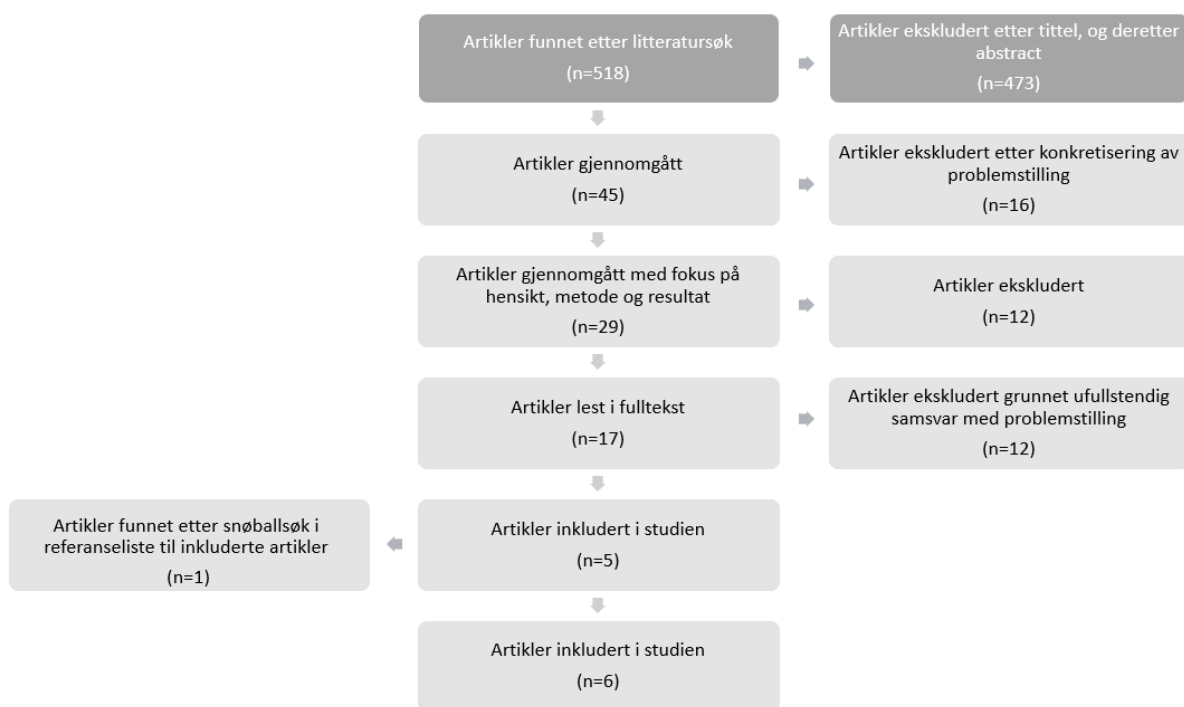 Artikler funnet etter litteratursøk
(n=518)
Artikler ekskludert etter tittel, og deretter
abstract
(n=473)
Artikler gjennomgått
(n=45)
Artikler ekskludert etter konkretisering av
problemstilling
(n=16)
Artikler gjennomgått med fokus på
hensikt, metode og resultat
(n=29)
Artikler ekskludert
(n=12)
Artikler lest i fulltekst
(n=17)
Artikler ekskludert grunnet ufullstendig
samsvar med problemstilling
(n=12)
Artikler funnet etter snøballsøk i
referanseliste til inkluderte artikler
(n=1)
Artikler inkludert i studien
(n=5)
Artikler inkludert i studien
(n=6)